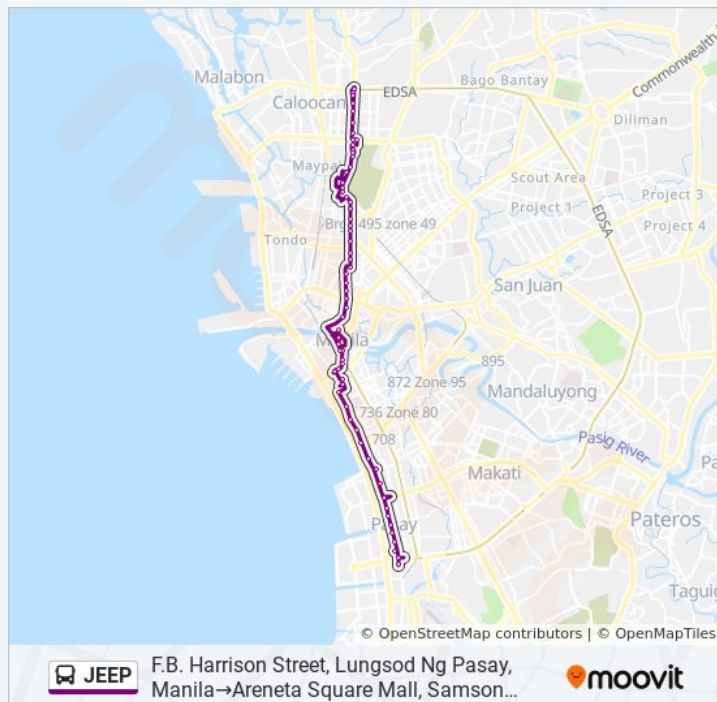 Malabon
Caloocan
EDSA
Bago Bantay
Commonwealth
Diliman
Maypajo
Scout Area
Project 1
Project 3
Project 4
EDSA
Brgy 495 zone 49
Tondo
San Juan
Manila
895
872 Zone 95
Mandaluyong
736 Zone 80
708
Pasig River
Makati
Pasay
Pateros
Taguig
© OpenStreetMap contributors | © OpenMapTiles
JEEP
F.B. Harrison Street, Lungsod Ng Pasay,
Manila→Areneta Square Mall, Samson…
moovit